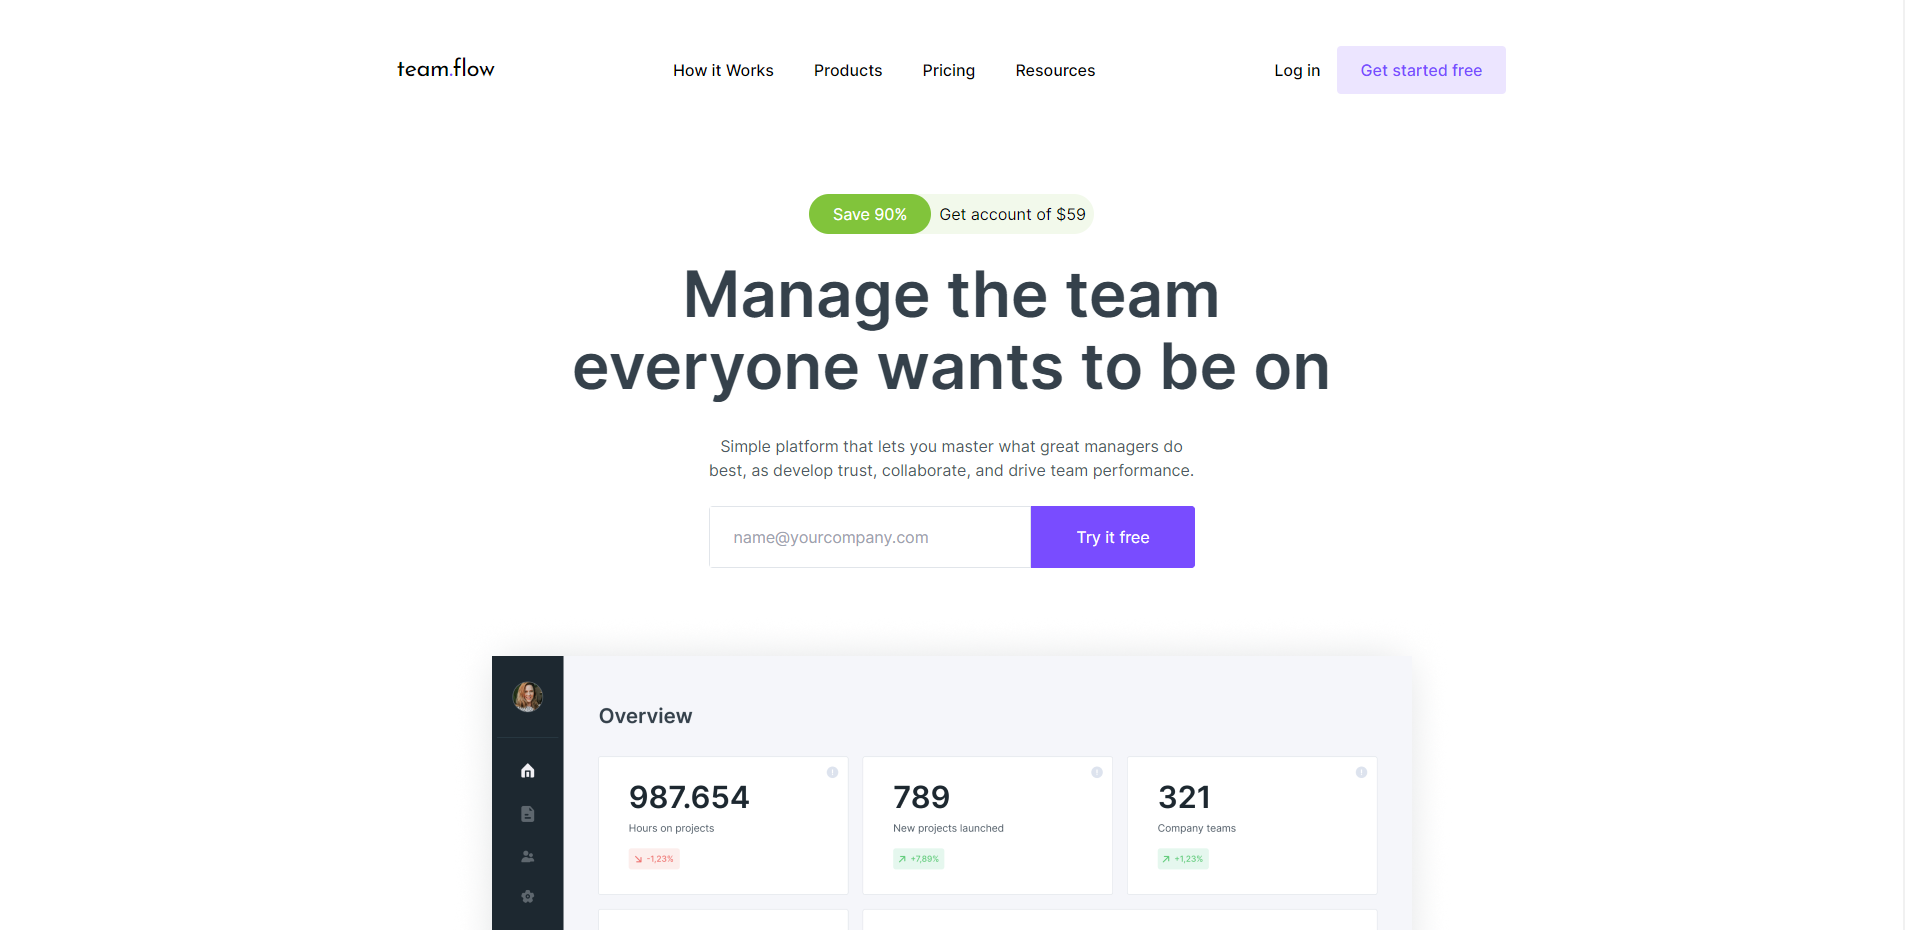 team.flow
How it Works
Products
Pricing
Resources
Log in
Get started free
Save 90%
Get account of $59
Manage the team
everyone wants to be on
Simple platform that lets you master what great managers do
best, as develop trust, collaborate, and drive team performance.
name@yourcompany.com
Try it free
Overview
987.654
Hours on projects
-1,23%
789
New projects launched
+7,89%
321
Company teams
+1,23%